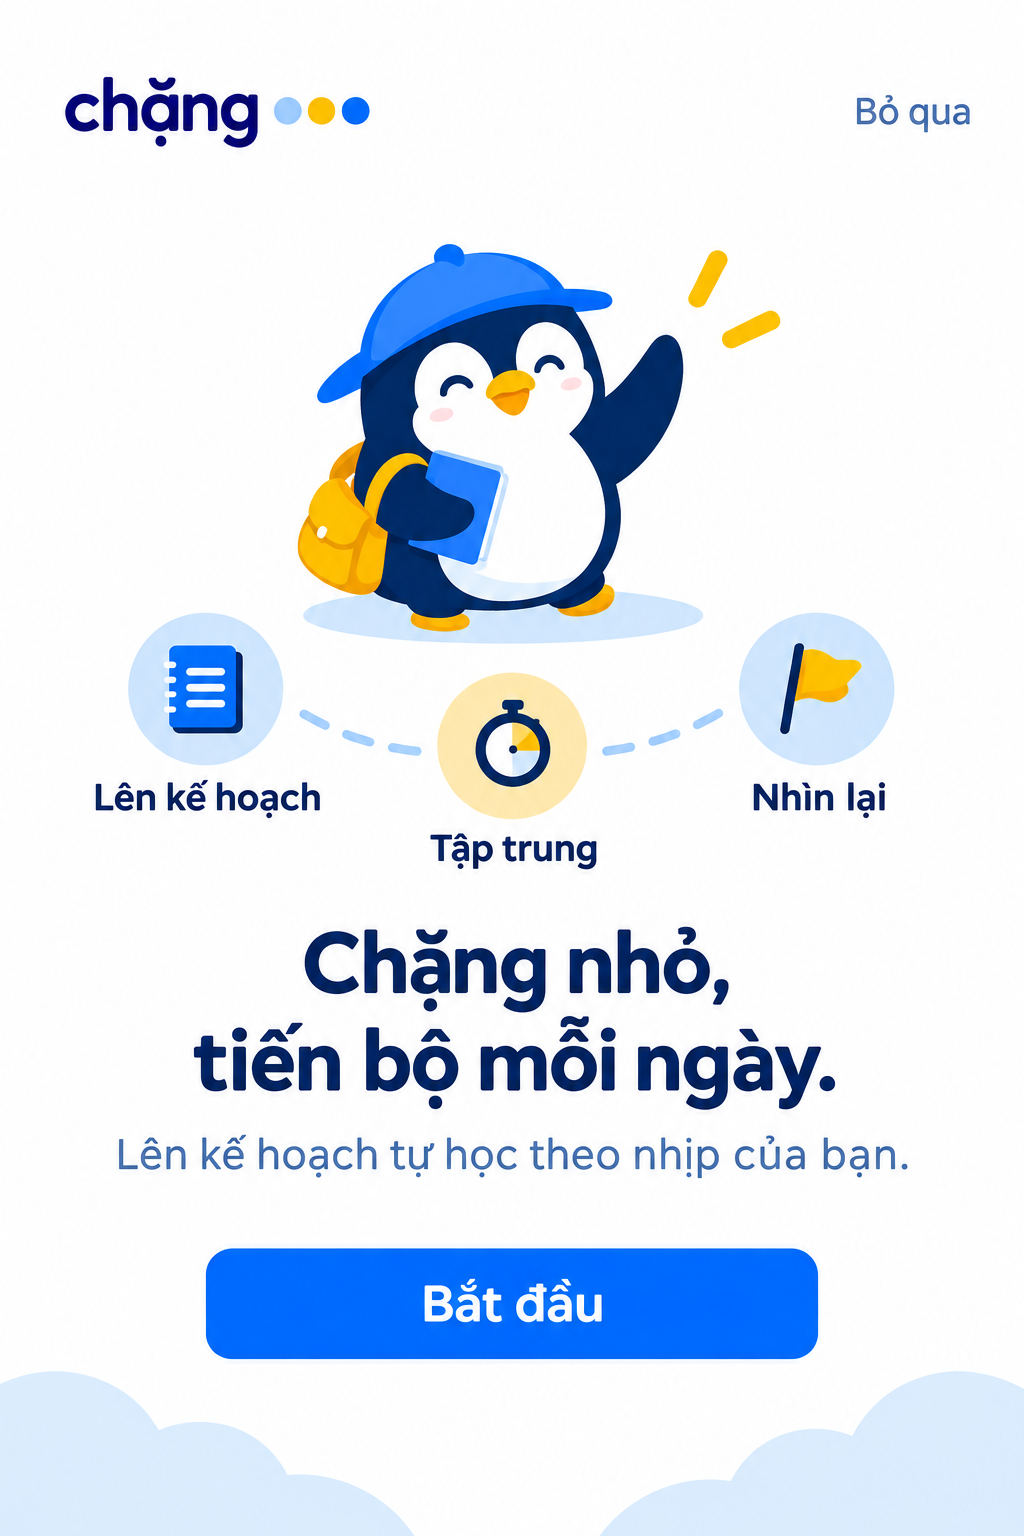 chặng
Bỏ qua
Lên kế hoạch
Tập trung
Nhìn lại
Chặng nhỏ,
tiến bộ mỗi ngày.
Lên kế hoạch tự học theo nhịp của bạn.
Bắt đầu